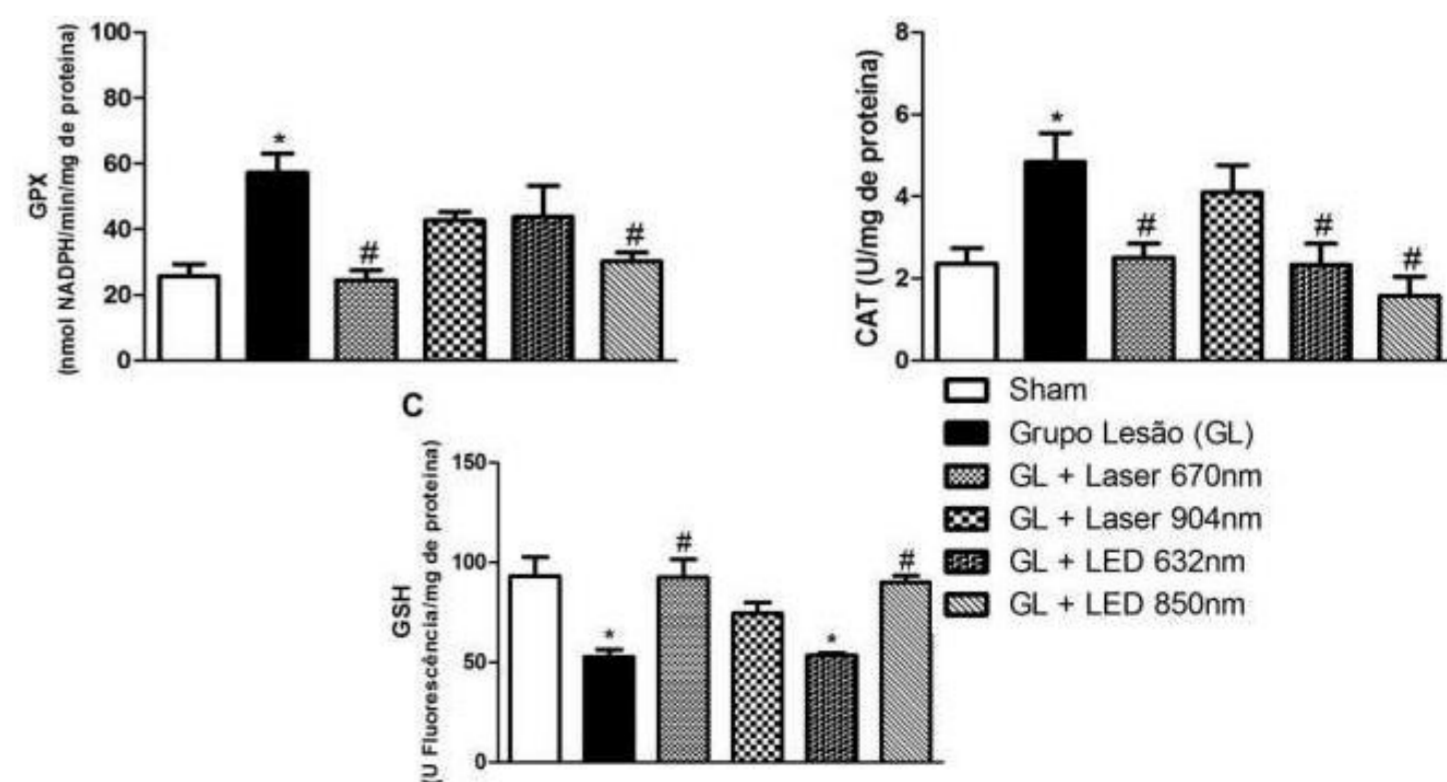 GPX
(nmol NADPH/min/mg de proteína)
100
80
60
40
20
0
*
#
#
CAT (U/mg de proteína)
8
6
4
2
0
*
#
#
#
C
GSH
(U Fluorescência/mg de proteína)
150
100
50
0
*
#
*
#
Sham
Grupo Lesão (GL)
GL + Laser 670nm
GL + Laser 904nm
GL + LED 632nm
GL + LED 850nm